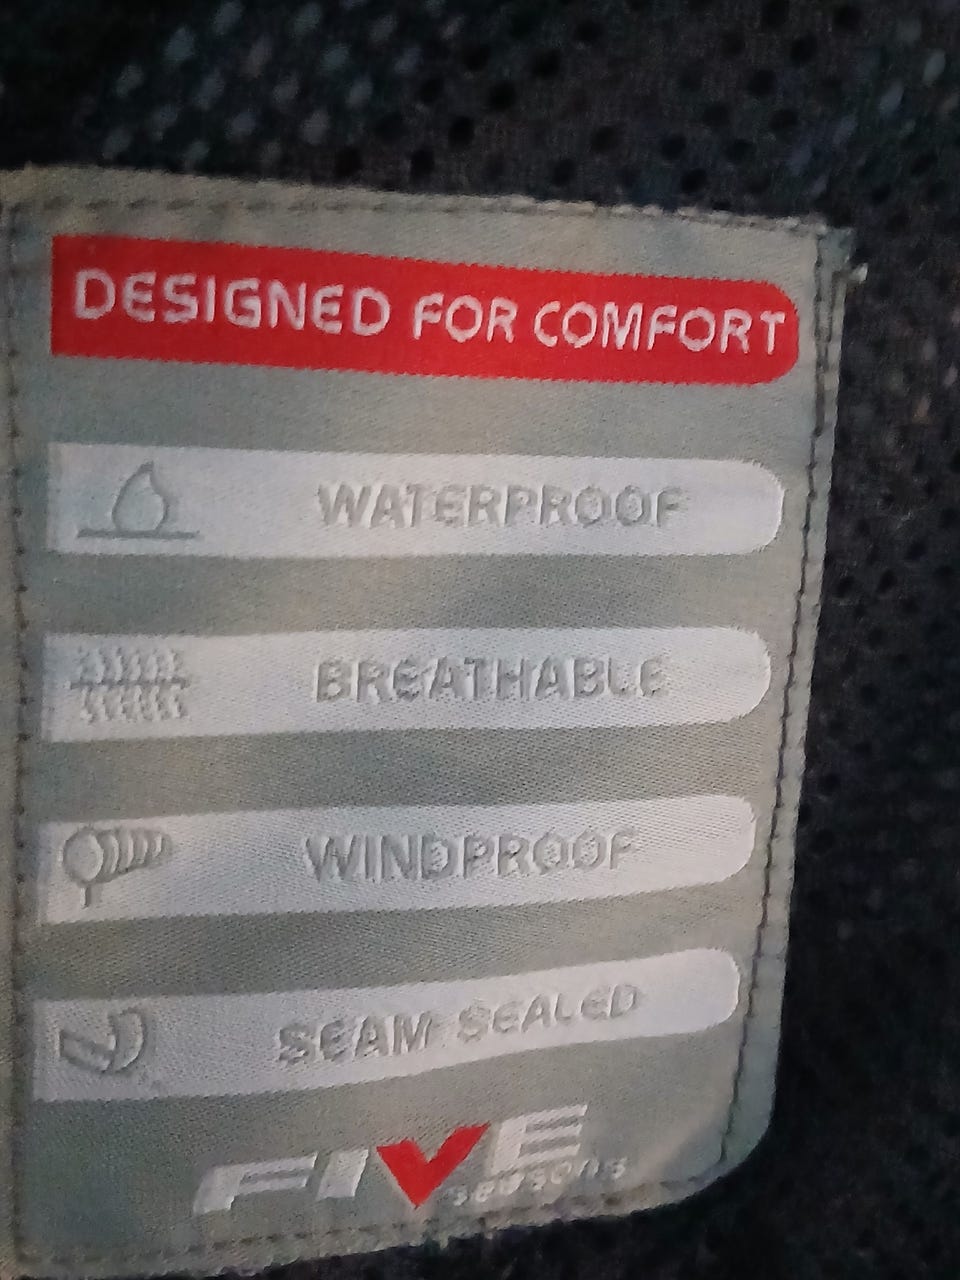 DESIGNED FOR COMFORT
WATERPROOF
BREATHABLE
WINDPROOF
SEAM SEALED
FIVE
seasons